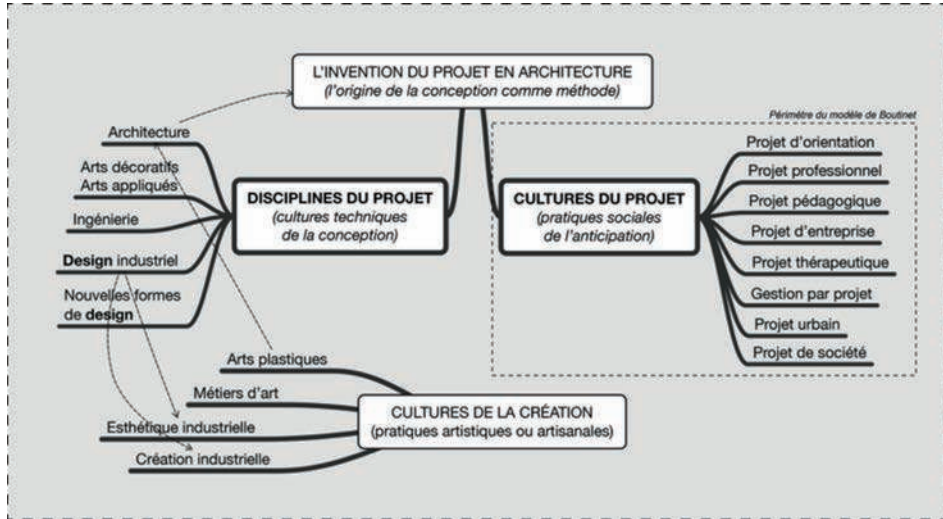 L'INVENTION DU PROJET EN ARCHITECTURE
(l'origine de la conception comme méthode)
Périmètre du modèle de Boutinet
Architecture
Arts décoratifs
Arts appliqués
Ingénierie
Design industriel
Nouvelles formes
de design
DISCIPLINES DU PROJET
(cultures techniques
de la conception)
CULTURES DU PROJET
(pratiques sociales
de l'anticipation)
Projet d'orientation
Projet professionnel
Projet pédagogique
Projet d'entreprise
Projet thérapeutique
Gestion par projet
Projet urbain
Projet de société
Arts plastiques
Métiers d'art
Esthétique industrielle
Création industrielle
CULTURES DE LA CRÉATION
(pratiques artistiques ou artisanales)